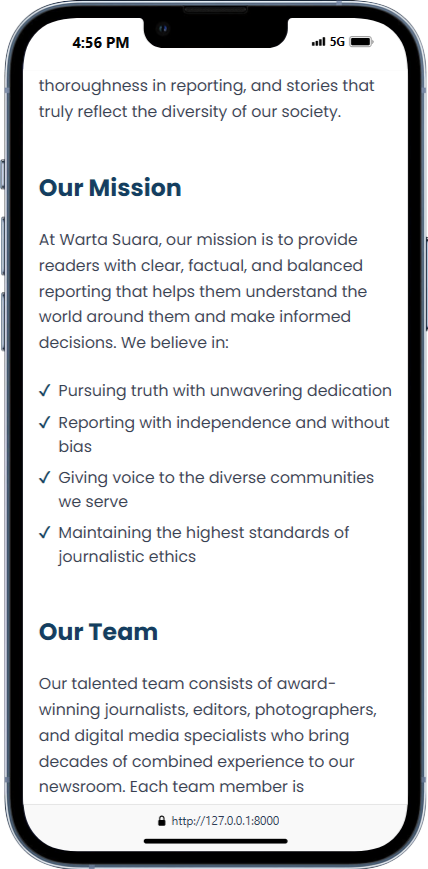 4:56 PM
5G
thoroughness in reporting, and stories that
truly reflect the diversity of our society.
Our Mission
At Warta Suara, our mission is to provide
readers with clear, factual, and balanced
reporting that helps them understand the
world around them and make informed
decisions. We believe in:
✓ Pursuing truth with unwavering dedication
✓ Reporting with independence and without
bias
✓ Giving voice to the diverse communities
we serve
✓ Maintaining the highest standards of
journalistic ethics
Our Team
Our talented team consists of award-
winning journalists, editors, photographers,
and digital media specialists who bring
decades of combined experience to our
newsroom. Each team member is
http://127.0.0.1:8000